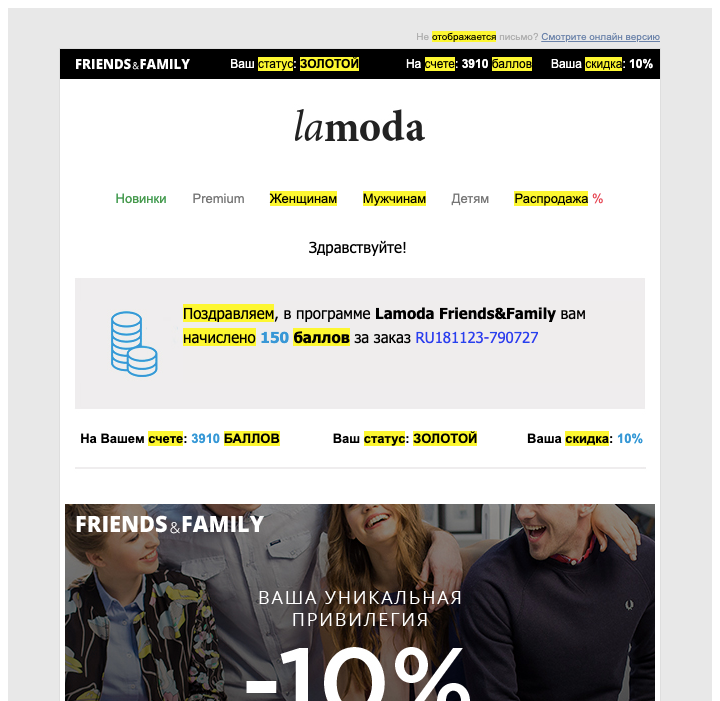 Не отображается письмо? Смотрите онлайн версию
FRIENDS&FAMILY Ваш статус: ЗОЛОТОЙ На счете: 3910 баллов Ваша скидка: 10%
lamoda
Новинки Premium Женщинам Мужчинам Детям Распродажа %
Здравствуйте!
Поздравляем, в программе Lamoda Friends&Family вам
начислено 150 баллов за заказ RU181123-790727
На Вашем счете: 3910 БАЛЛОВ Ваш статус: ЗОЛОТОЙ Ваша скидка: 10%
FRIENDS&FAMILY
ВАША УНИКАЛЬНАЯ
ПРИВИЛЕГИЯ
-10%